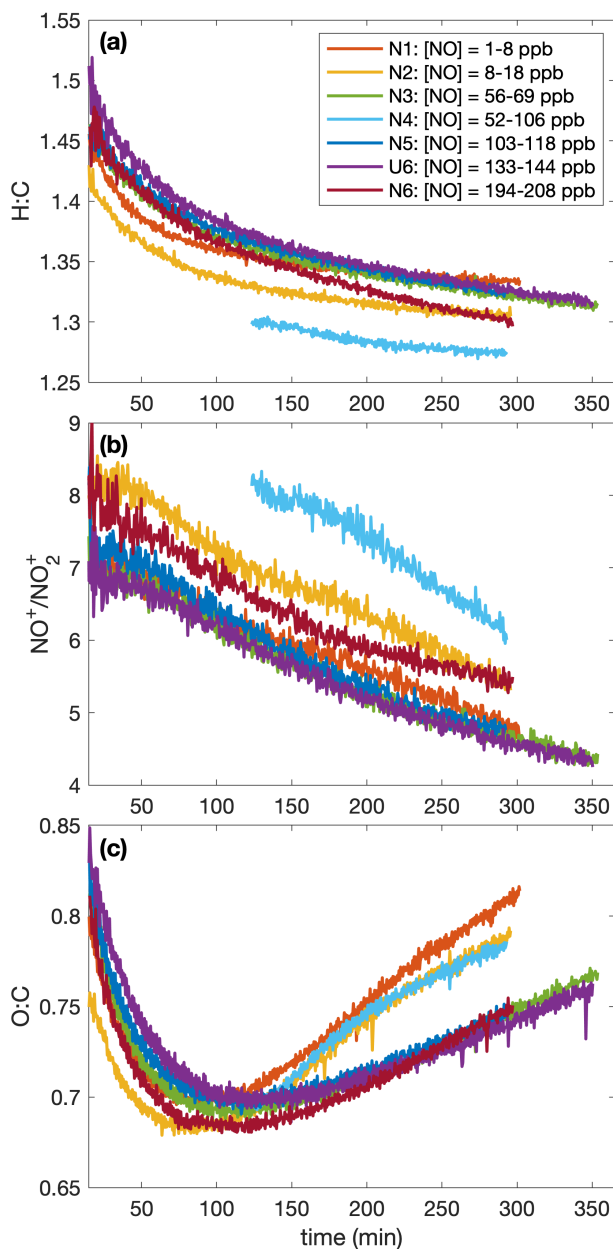 (a)
N1: [NO] = 1-8 ppb
N2: [NO] = 8-18 ppb
N3: [NO] = 56-69 ppb
N4: [NO] = 52-106 ppb
N5: [NO] = 103-118 ppb
U6: [NO] = 133-144 ppb
N6: [NO] = 194-208 ppb
H:C
1.55
1.5
1.45
1.4
1.35
1.3
1.25
50 100 150 200 250 300 350
(b)
NO⁺/NO₂⁺
9
8
7
6
5
4
50 100 150 200 250 300 350
(c)
O:C
0.85
0.8
0.75
0.7
0.65
50 100 150 200 250 300 350
time (min)